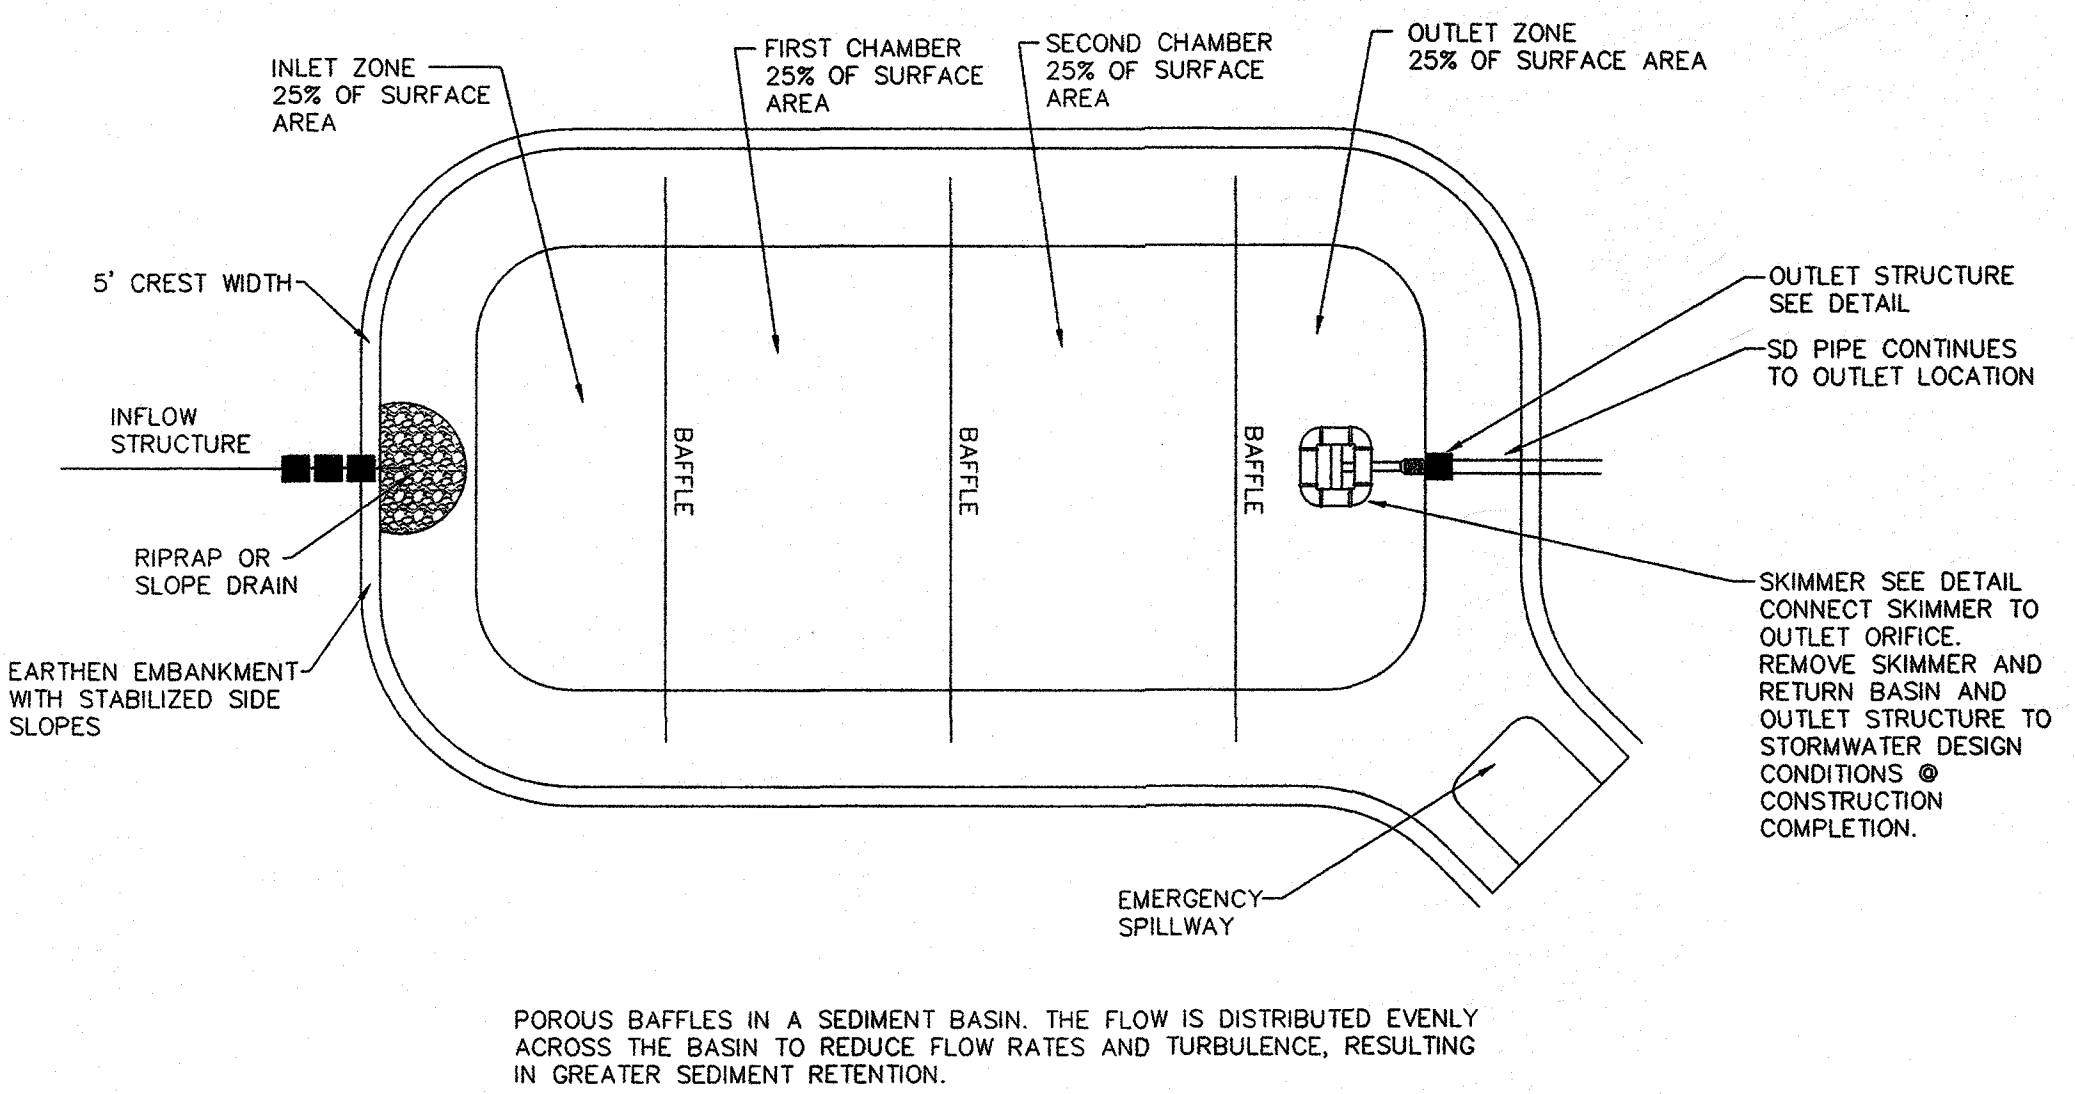 INLET ZONE
25% OF SURFACE
AREA
FIRST CHAMBER
25% OF SURFACE
AREA
SECOND CHAMBER
25% OF SURFACE
AREA
OUTLET ZONE
25% OF SURFACE AREA
5' CREST WIDTH
OUTLET STRUCTURE
SEE DETAIL
SD PIPE CONTINUES
TO OUTLET LOCATION
INFLOW
STRUCTURE
BAFFLE
BAFFLE
BAFFLE
RIPRAP OR
SLOPE DRAIN
EARTHEN EMBANKMENT
WITH STABILIZED SIDE
SLOPES
SKIMMER SEE DETAIL
CONNECT SKIMMER TO
OUTLET ORIFICE.
REMOVE SKIMMER AND
RETURN BASIN AND
OUTLET STRUCTURE TO
STORMWATER DESIGN
CONDITIONS @
CONSTRUCTION
COMPLETION.
EMERGENCY
SPILLWAY
POROUS BAFFLES IN A SEDIMENT BASIN. THE FLOW IS DISTRIBUTED EVENLY
ACROSS THE BASIN TO REDUCE FLOW RATES AND TURBULENCE, RESULTING
IN GREATER SEDIMENT RETENTION.